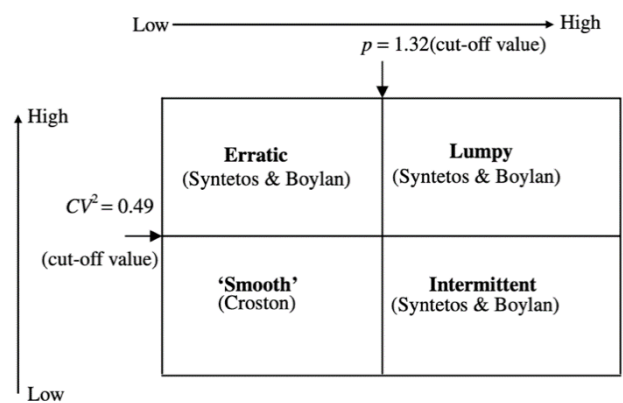 Low
High
p = 1.32(cut-off value)
High
Erratic
(Syntetos & Boylan)
Lumpy
(Syntetos & Boylan)
CV² = 0.49
(cut-off value)
‘Smooth’
(Croston)
Intermittent
(Syntetos & Boylan)
Low